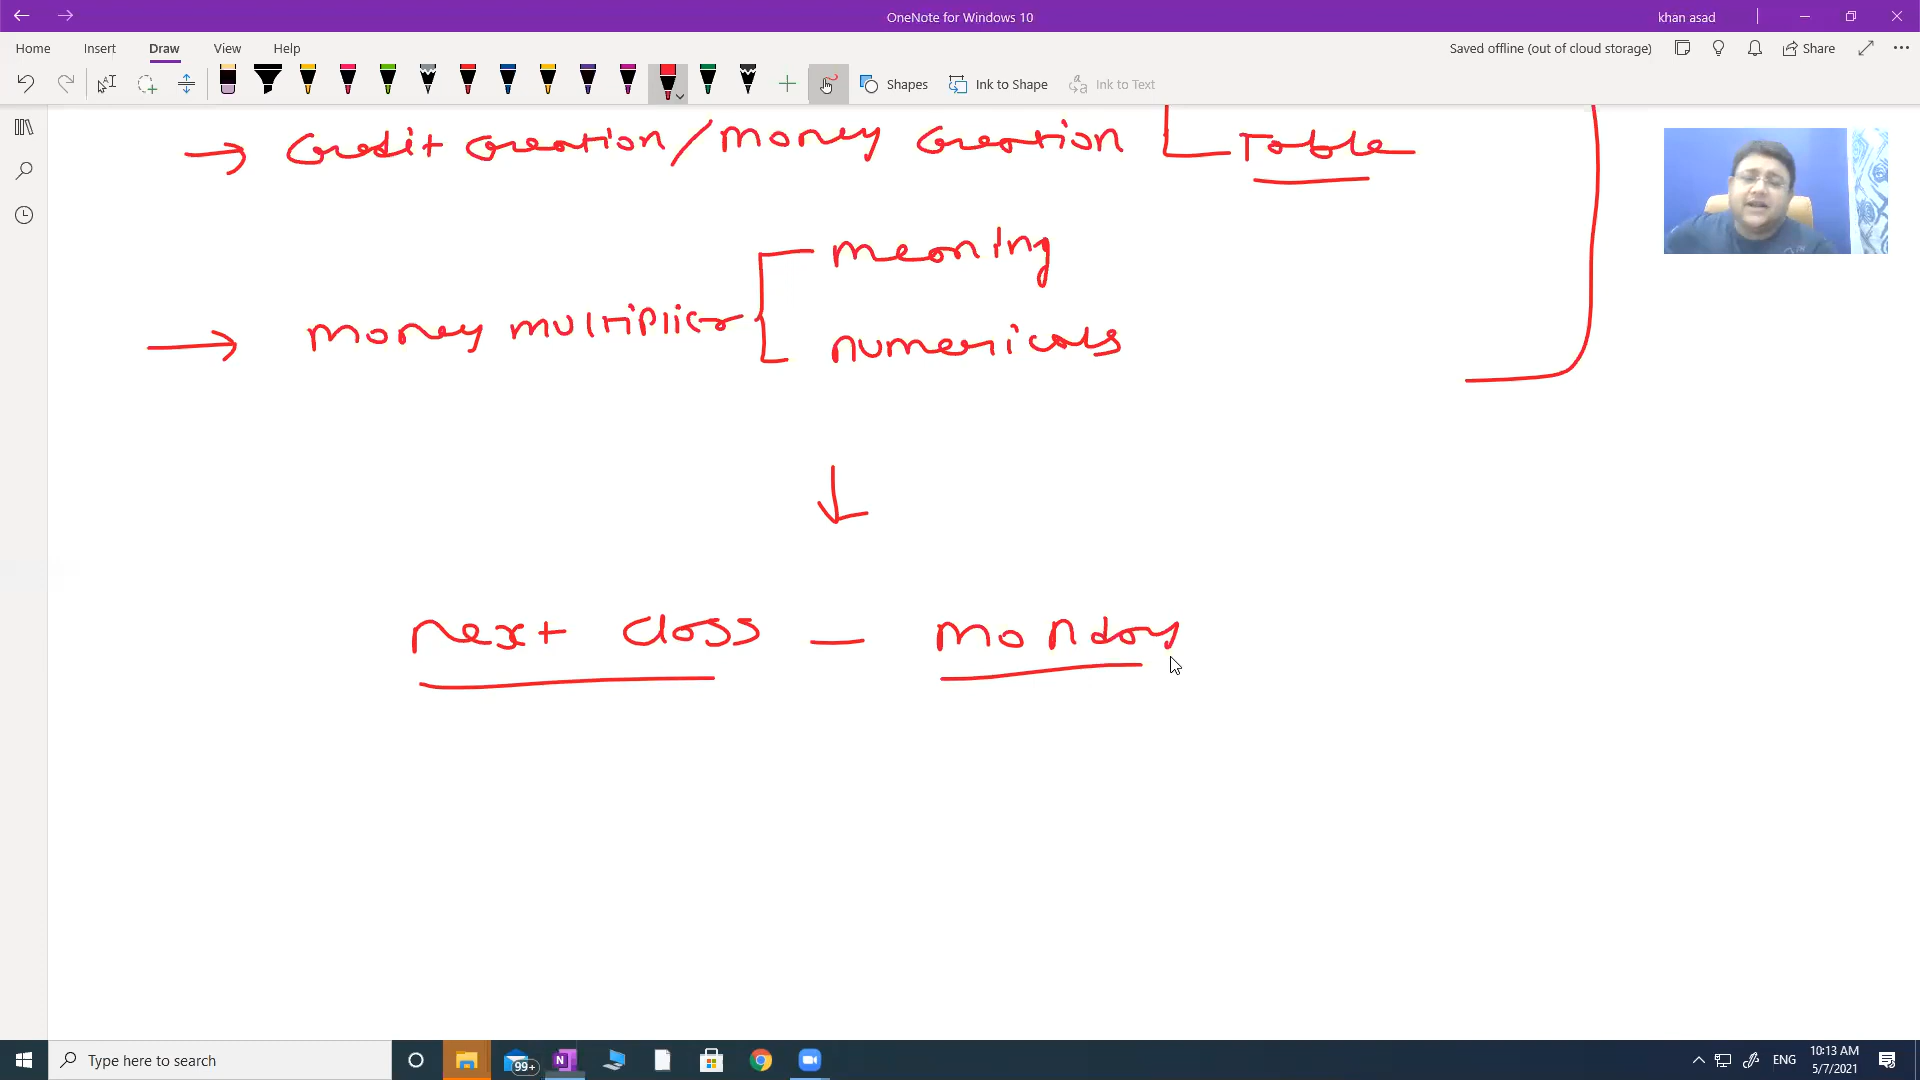 OneNote for Windows 10
khan asad
Home Insert Draw View Help
Saved offline (out of cloud storage)
Share
Shapes
Ink to Shape
Ink to Text
→ Credit creation/money creation Table
→ money multiplier
meaning
numericals
↓
next class — monday
Type here to search
99+
N
ENG
10:13 AM
5/7/2021